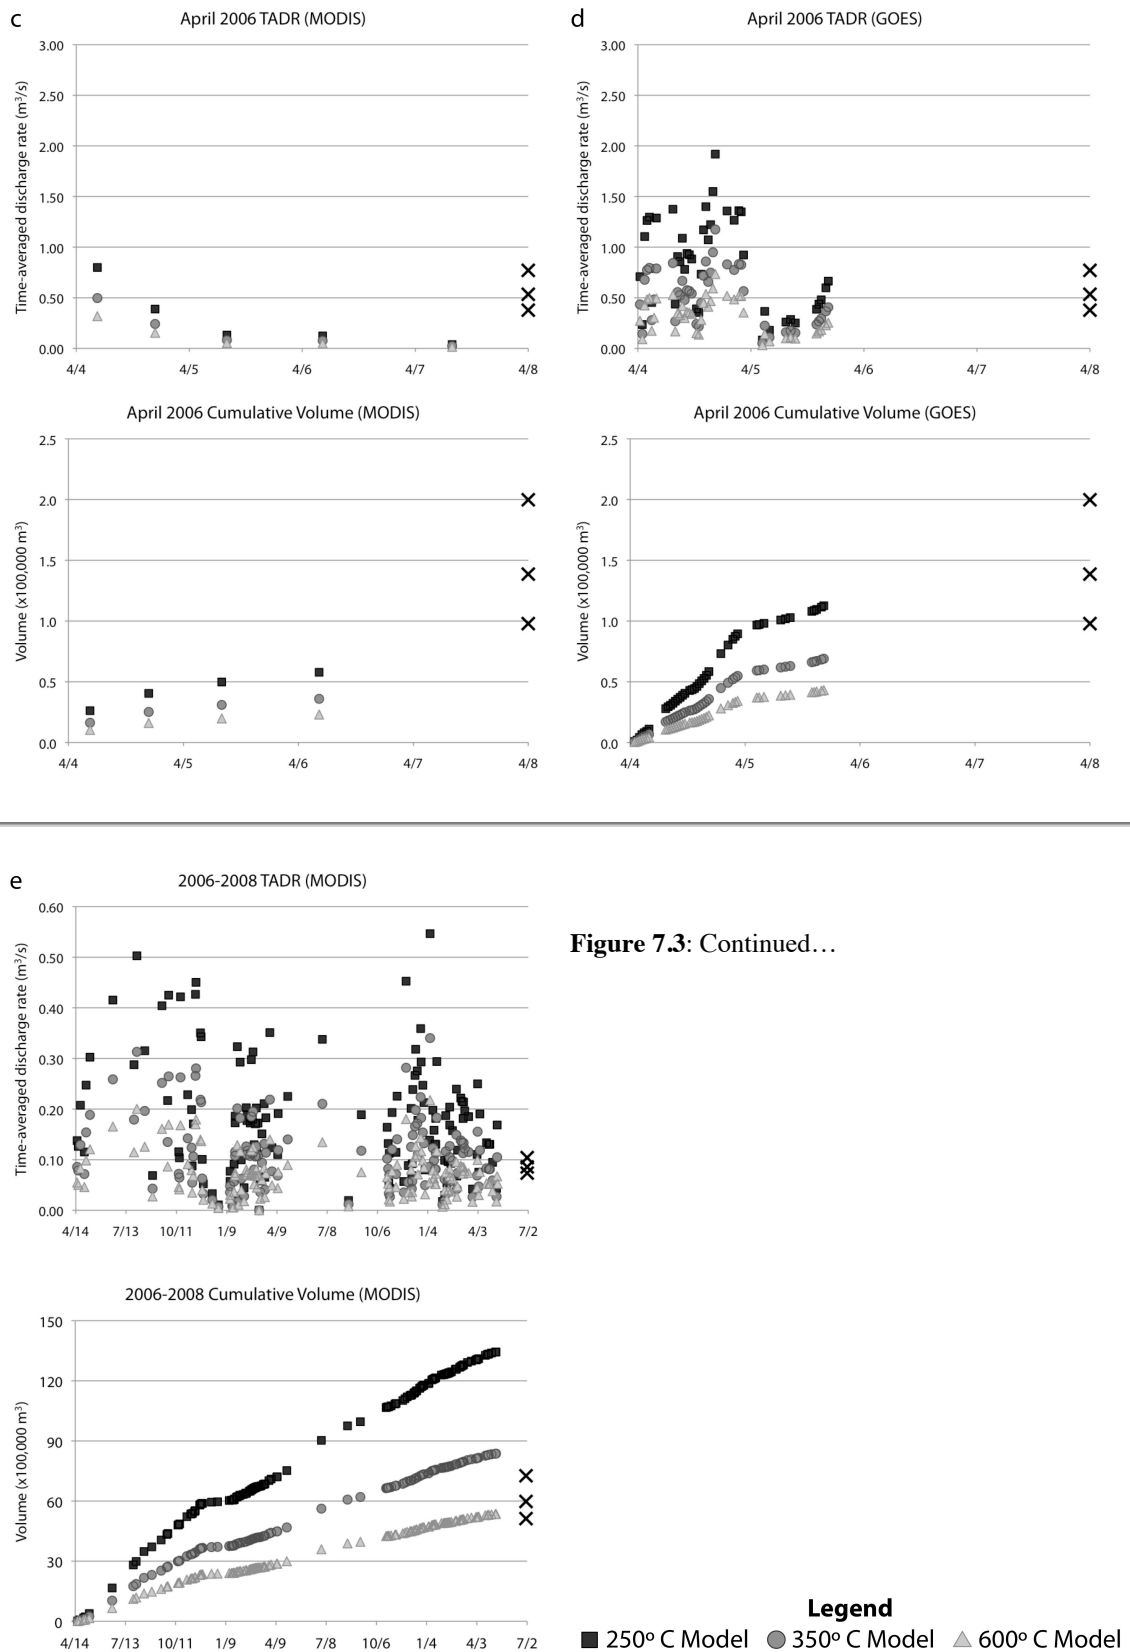 c
April 2006 TADR (MODIS)
Time-averaged discharge rate (m³/s)
3.00
2.50
2.00
1.50
1.00
0.50
0.00
4/4 4/5 4/6 4/7 4/8
d
April 2006 TADR (GOES)
Time-averaged discharge rate (m³/s)
3.00
2.50
2.00
1.50
1.00
0.50
0.00
4/4 4/5 4/6 4/7 4/8
April 2006 Cumulative Volume (MODIS)
Volume (x100,000 m³)
2.5
2.0
1.5
1.0
0.5
0.0
4/4 4/5 4/6 4/7 4/8
April 2006 Cumulative Volume (GOES)
Volume (x100,000 m³)
2.5
2.0
1.5
1.0
0.5
0.0
4/4 4/5 4/6 4/7 4/8
e
2006-2008 TADR (MODIS)
Time-averaged discharge rate (m³/s)
0.60
0.50
0.40
0.30
0.20
0.10
0.00
4/14 7/13 10/11 1/9 4/9 7/8 10/6 1/4 4/3 7/2
Figure 7.3: Continued…
2006-2008 Cumulative Volume (MODIS)
Volume (x100,000 m³)
150
120
90
60
30
0
4/14 7/13 10/11 1/9 4/9 7/8 10/6 1/4 4/3 7/2
Legend
250º C Model 350º C Model 600º C Model